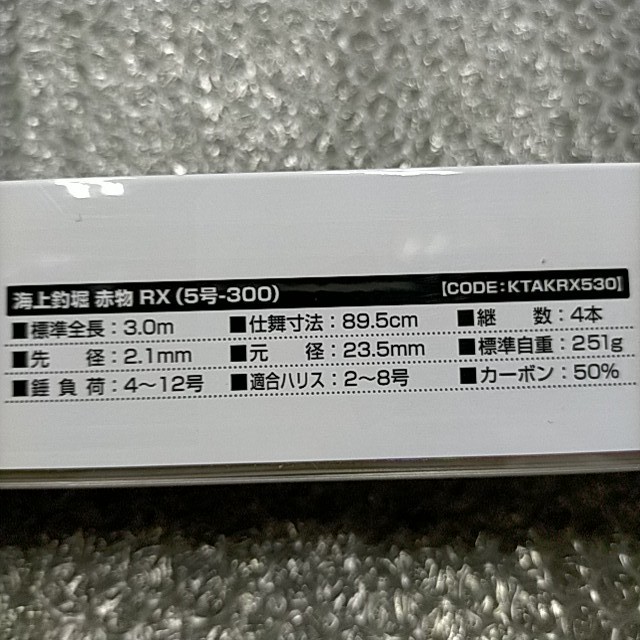 海上釣堀 赤物 RX（5号-300） 【CODE：KTAKRX530】
■標準全長：3.0m ■仕舞寸法：89.5cm ■継　数：4本
■先　径：2.1mm ■元　径：23.5mm ■標準自重：251g
■錘負荷：4～12号 ■適合ハリス：2～8号 ■カーボン：50%